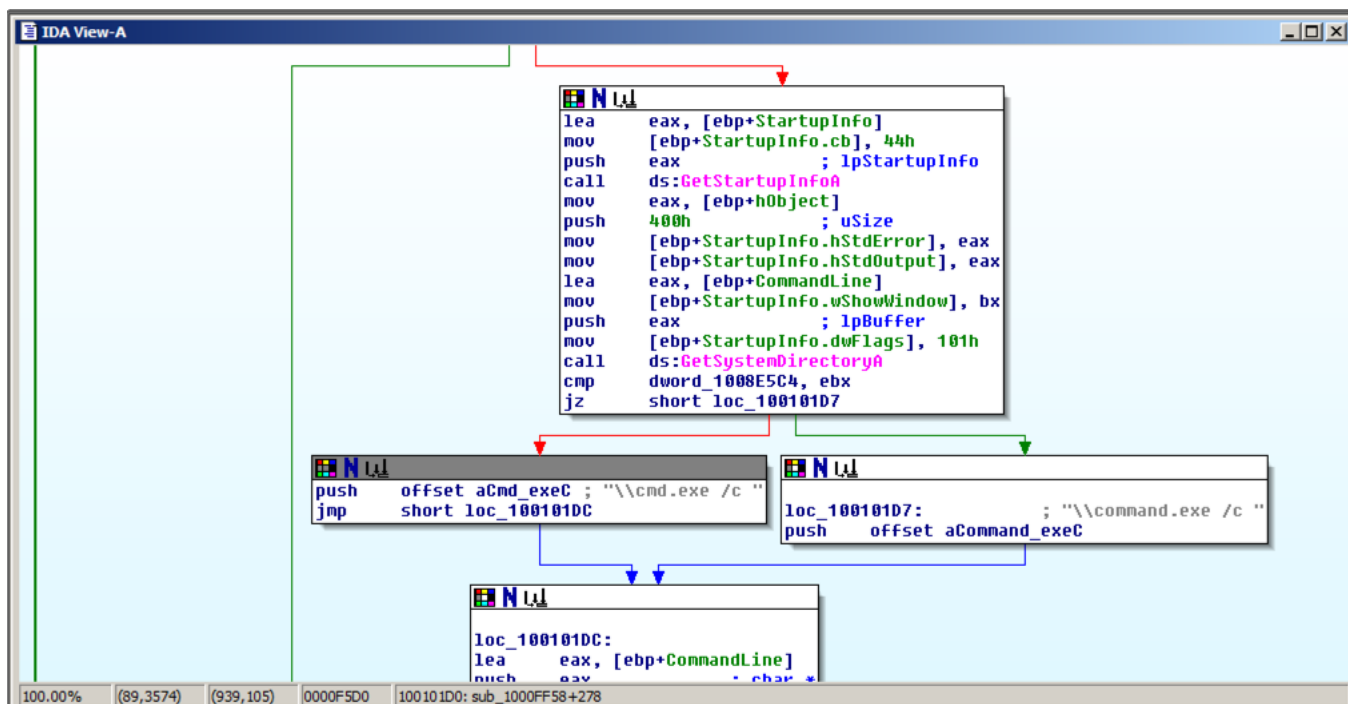 IDA View-A
lea eax, [ebp+StartupInfo]
mov [ebp+StartupInfo.cb], 44h
push eax ; lpStartupInfo
call ds:GetStartupInfoA
mov eax, [ebp+hObject]
push 400h ; uSize
mov [ebp+StartupInfo.hStdError], eax
mov [ebp+StartupInfo.hStdOutput], eax
lea eax, [ebp+CommandLine]
mov [ebp+StartupInfo.wShowWindow], bx
push eax ; lpBuffer
mov [ebp+StartupInfo.dwFlags], 101h
call ds:GetSystemDirectoryA
cmp dword_1008E5C4, ebx
jz short loc_100101D7
push offset aCmd_exeC ; "\\cmd.exe /c "
jmp short loc_100101DC
loc_100101D7: ; "\\command.exe /c "
push offset aCommand_exeC
loc_100101DC:
lea eax, [ebp+CommandLine]
push eax ; char *
100.00% (89,3574) (939,105) 0000F5D0 100101D0: sub_1000FF58+278